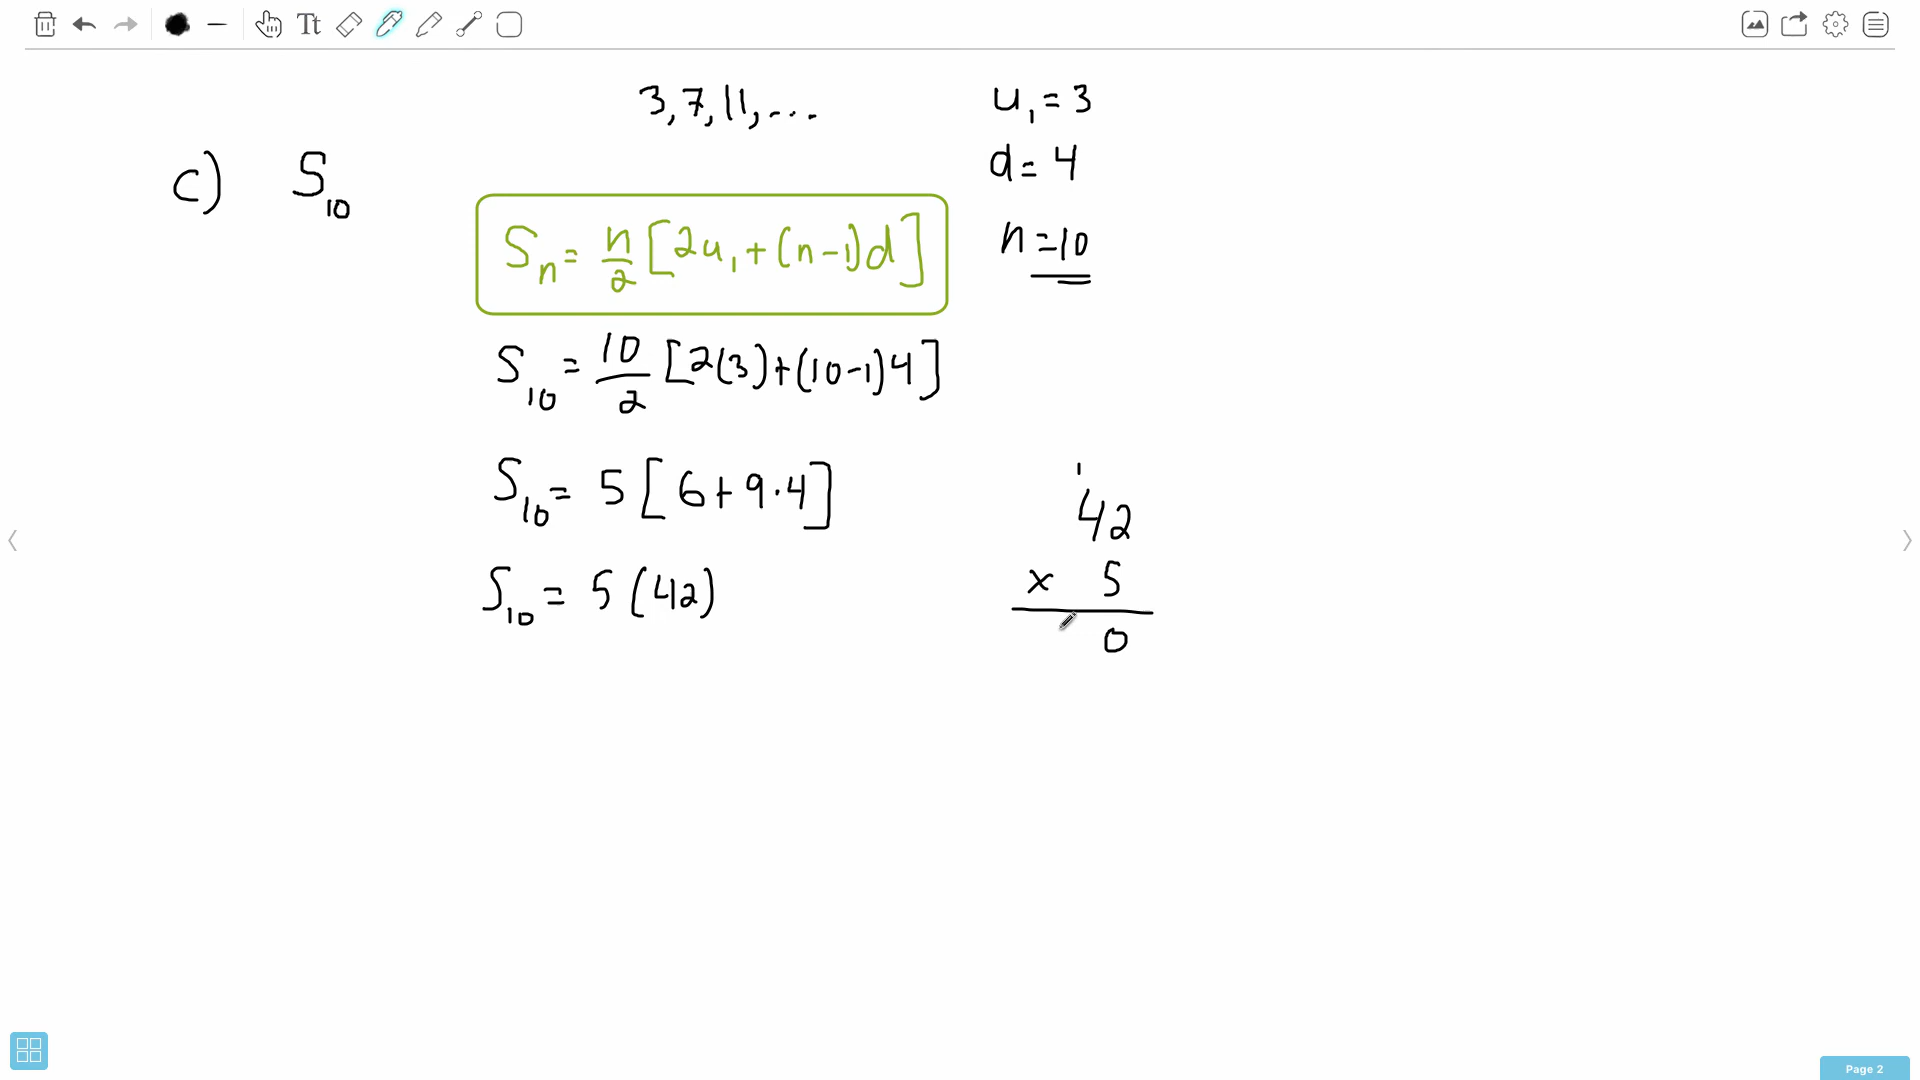 Tt
3, 7, 11, ...
u₁ = 3
d = 4
c) S₁₀
Sₙ = n/2 [2u₁ + (n-1)d]
n = 10
S₁₀ = 10/2 [2(3) + (10-1)4]
S₁₀ = 5 [6 + 9·4]
1
42
S₁₀ = 5 (42)
x 5
0
Page 2